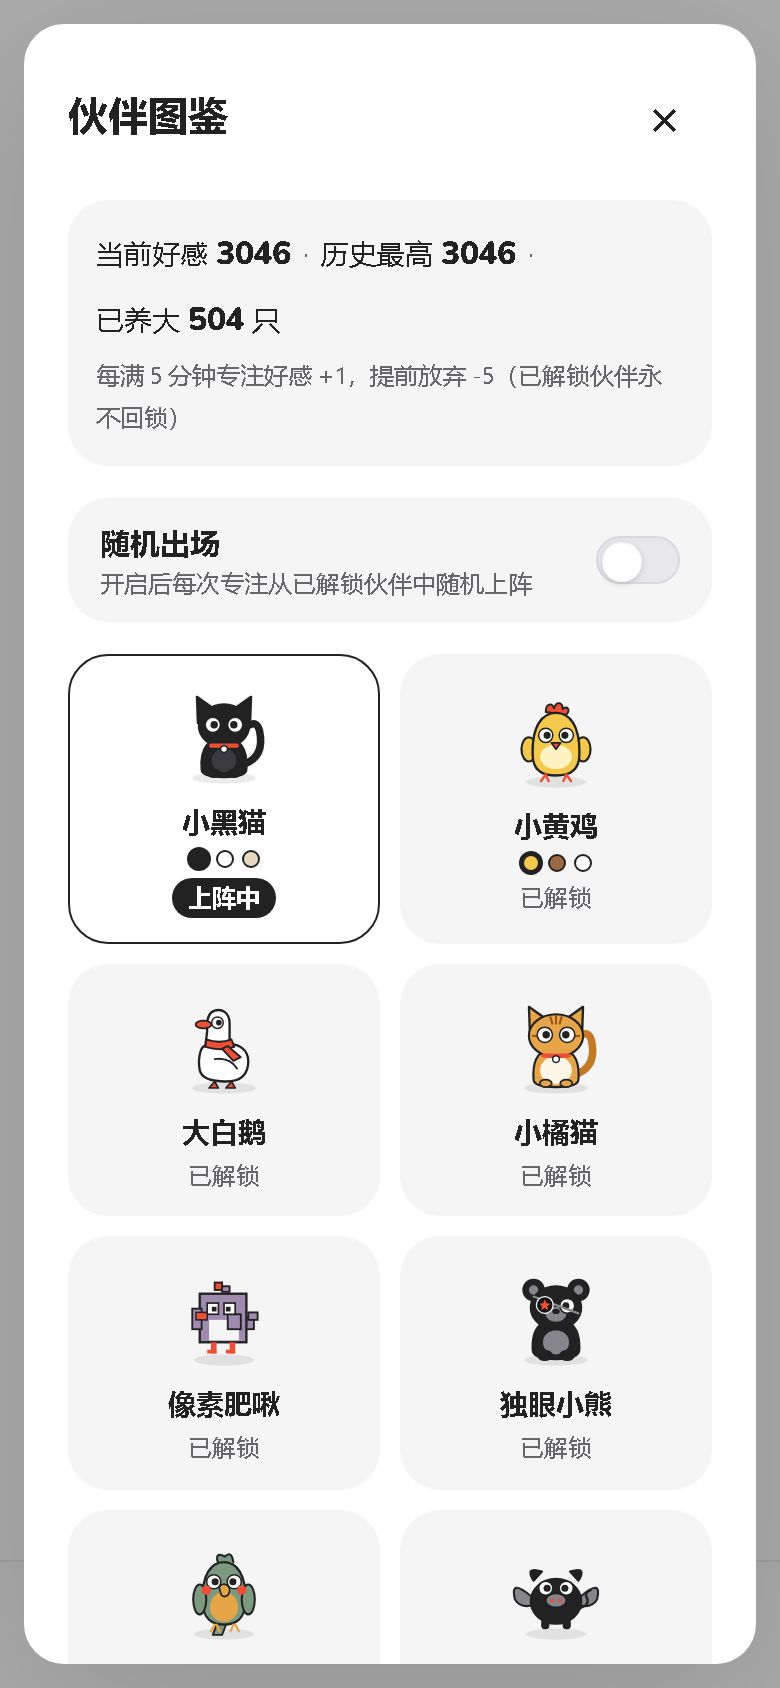 伙伴图鉴
当前好感 3046 · 历史最高 3046 ·
已养大 504 只
每满 5 分钟专注好感 +1，提前放弃 -5（已解锁伙伴永
不回锁）
随机出场
开启后每次专注从已解锁伙伴中随机上阵
小黑猫
上阵中
小黄鸡
已解锁
大白鹅
已解锁
小橘猫
已解锁
像素肥啾
已解锁
独眼小熊
已解锁